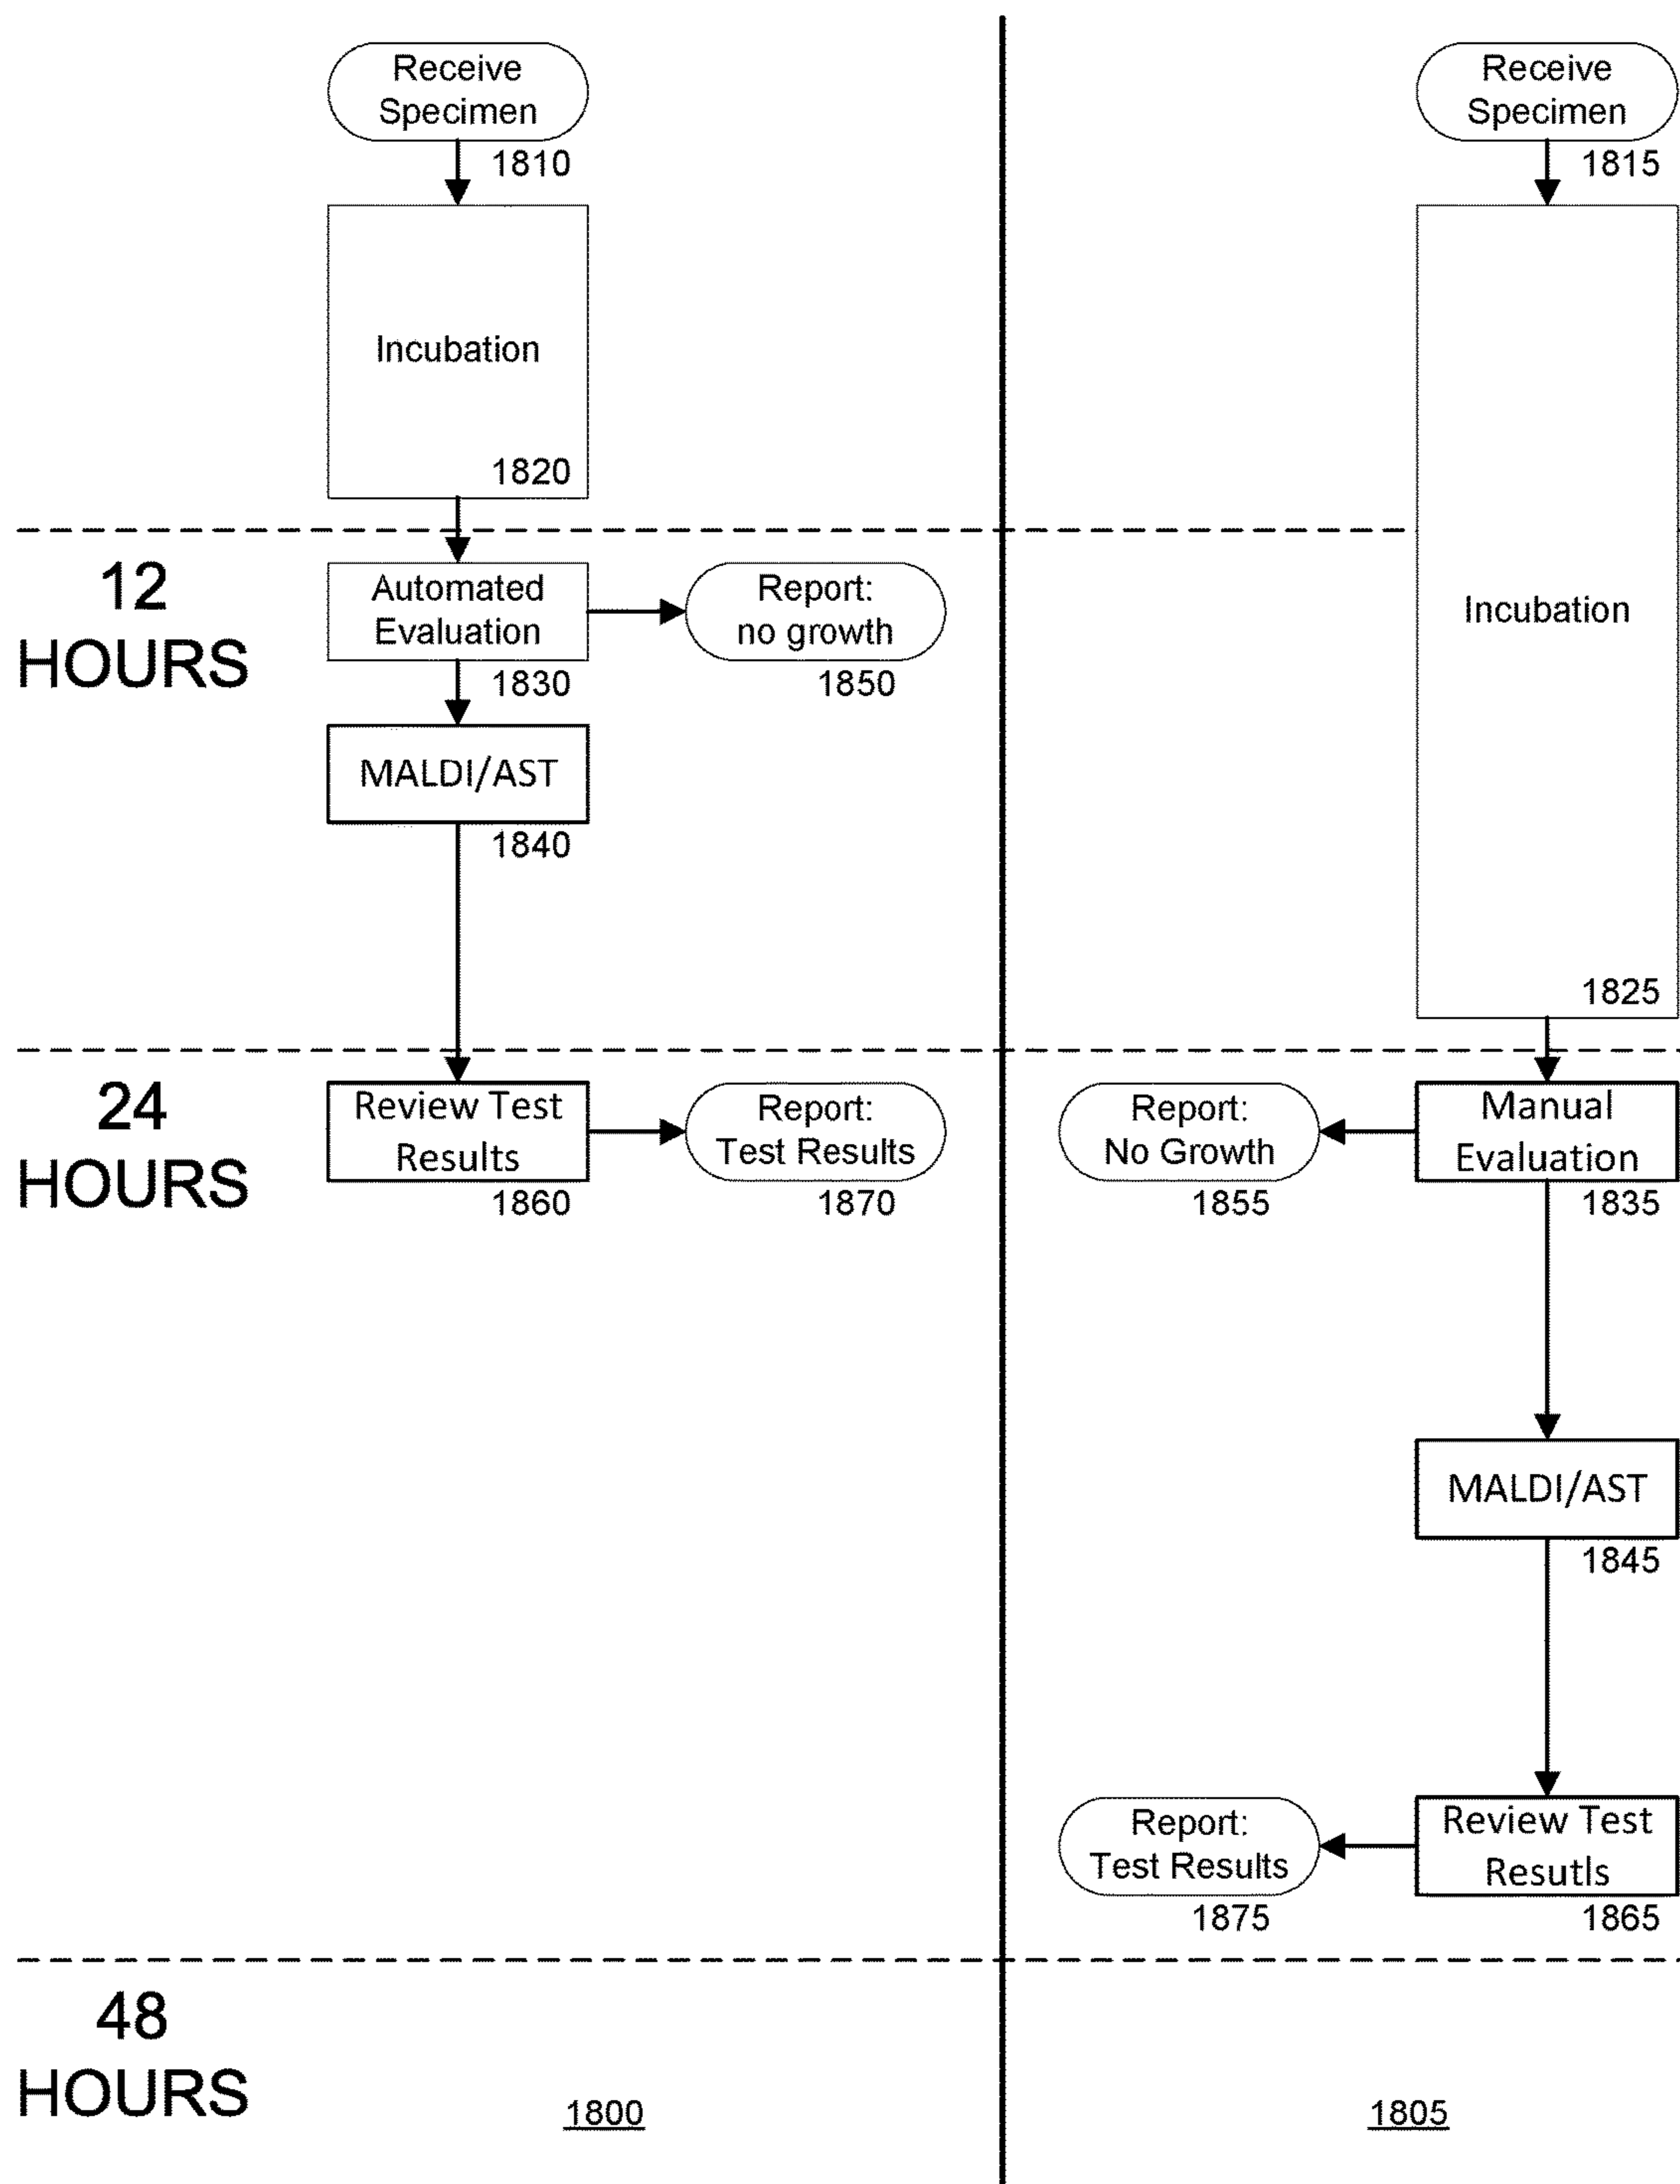 Receive
Specimen
1810
Incubation
1820
12
HOURS
Automated
Evaluation
1830
Report:
no growth
1850
MALDI/AST
1840
24
HOURS
Review Test
Results
1860
Report:
Test Results
1870
48
HOURS
1800
Receive
Specimen
1815
Incubation
1825
Manual
Evaluation
1835
Report:
No Growth
1855
MALDI/AST
1845
Review Test
Resutls
1865
Report:
Test Results
1875
1805